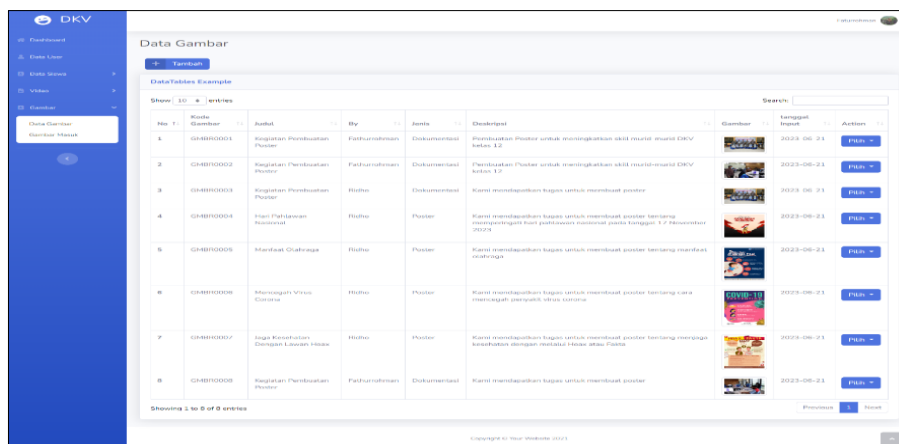 DKV
Fathurrohman
Dashboard
Data User
Data Siswa
Video
Gambar
Data Gambar
Gambar Masuk
Data Gambar
+ Tambah
DataTables Example
Show 10 entries
Search:
No Kode Gambar Judul By Jenis Deskripsi Gambar tanggal Input Action
1 GMBR0001 Kegiatan Pembuatan Poster Fathurrohman Dokumentasi Pembuatan Poster untuk meningkatkan skill murid-murid DKV kelas 12 2023-06-21 Pilih
2 GMBR0002 Kegiatan Pembuatan Poster Fathurrohman Dokumentasi Pembuatan Poster untuk meningkatkan skill murid-murid DKV kelas 12 2023-06-21 Pilih
3 GMBR0003 Kegiatan Pembuatan Poster Ridho Dokumentasi Kami mendapatkan tugas untuk membuat poster 2023-06-21 Pilih
4 GMBR0004 Hari Pahlawan Nasional Ridho Poster Kami mendapatkan tugas untuk membuat poster tentang memperingati hari pahlawan nasional pada tanggal 17 November 2023 2023-06-21 Pilih
5 GMBR0005 Manfaat Olahraga Ridho Poster Kami mendapatkan tugas untuk membuat poster tentang manfaat olahraga 2023-06-21 Pilih
6 GMBR0006 Mencegah Virus Corona Ridho Poster Kami mendapatkan tugas untuk membuat poster tentang cara mencegah penyakit virus corona COVID-19 2023-06-21 Pilih
7 GMBR0007 Jaga Kesehatan Dengan Lawan Hoax Ridho Poster Kami mendapatkan tugas untuk membuat poster tentang menjaga kesehatan dengan melalui Hoax atau Fakta 2023-06-21 Pilih
8 GMBR0008 Kegiatan Pembuatan Poster Fathurrohman Dokumentasi Kami mendapatkan tugas untuk membuat poster 2023-06-21 Pilih
Showing 1 to 8 of 8 entries
Previous 1 Next
Copyright © Your Website 2021